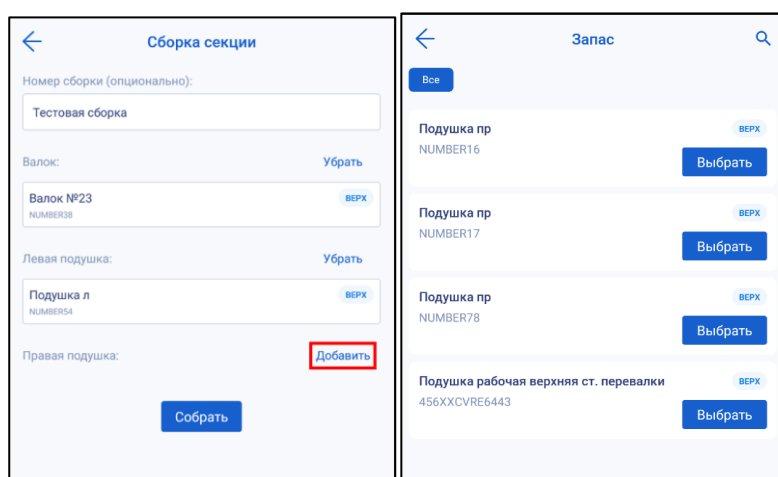 Сборка секции
Номер сборки (опционально):
Тестовая сборка
Валок:
Убрать
Валок №23
ВЕРХ
NUMBER38
Левая подушка:
Убрать
Подушка л
ВЕРХ
NUMBER54
Правая подушка:
Добавить
Собрать
Запас
Все
Подушка пр
ВЕРХ
NUMBER16
Выбрать
Подушка пр
ВЕРХ
NUMBER17
Выбрать
Подушка пр
ВЕРХ
NUMBER78
Выбрать
Подушка рабочая верхняя ст. перевалки
ВЕРХ
456XXCVRE6443
Выбрать